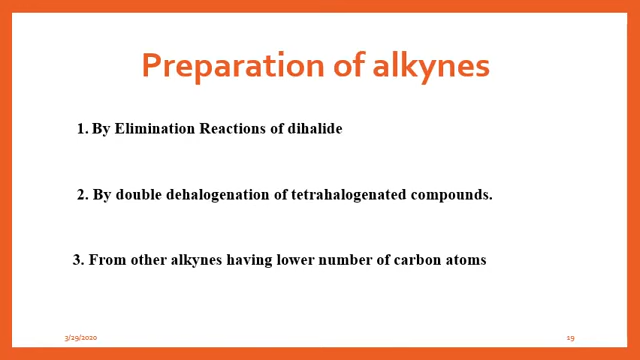 Preparation of alkynes
1. By Elimination Reactions of dihalide
2. By double dehalogenation of tetrahalogenated compounds.
3. From other alkynes having lower number of carbon atoms
3/29/2020
19